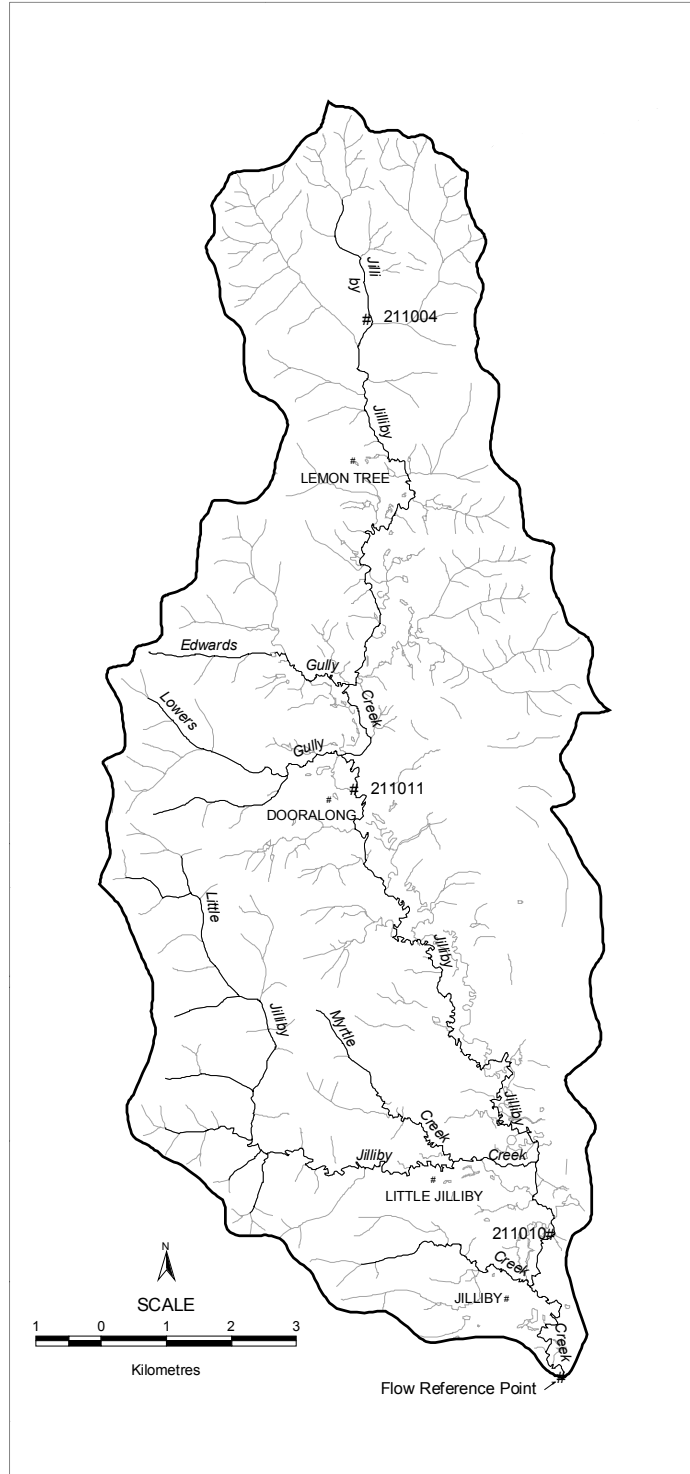 Jilli
by
# 211004
Jilliby
#
LEMON TREE
Edwards
Gully
Lowers
Creek
Gully
# 211011
#
DOORALONG
Little
Jilliby
Jilliby
Myrtle
Jilliby
Creek
Jilliby
Creek
#
LITTLE JILLIBY
211010#
Creek
N
SCALE
JILLIBY #
1 0 1 2 3
Creek
Kilometres
#
Flow Reference Point